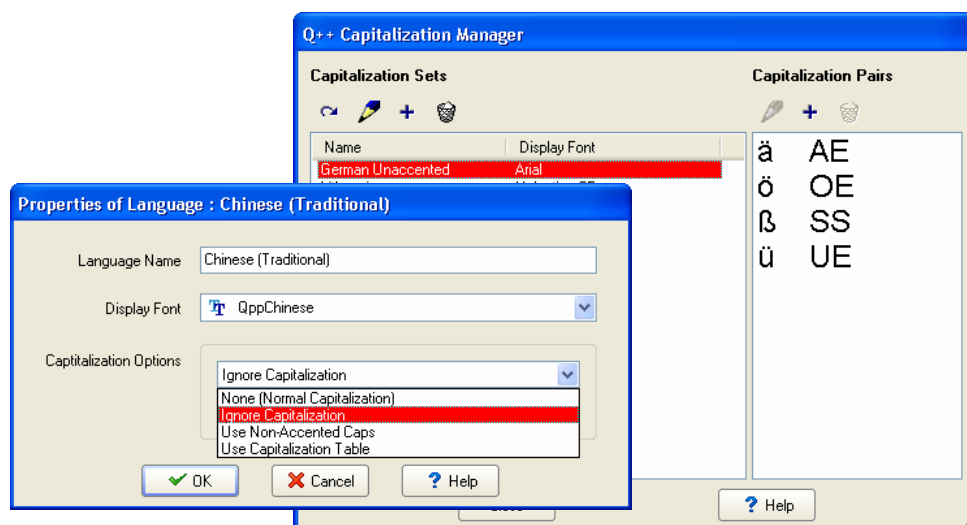 Q++ Capitalization Manager
Capitalization Sets
Capitalization Pairs
Name Display Font
German Unaccented Arial
ä AE
ö OE
ß SS
ü UE
Properties of Language : Chinese (Traditional)
Language Name Chinese (Traditional)
Display Font QppChinese
Captitalization Options
Ignore Capitalization
None (Normal Capitalization)
Ignore Capitalization
Use Non-Accented Caps
Use Capitalization Table
OK Cancel ? Help
? Help